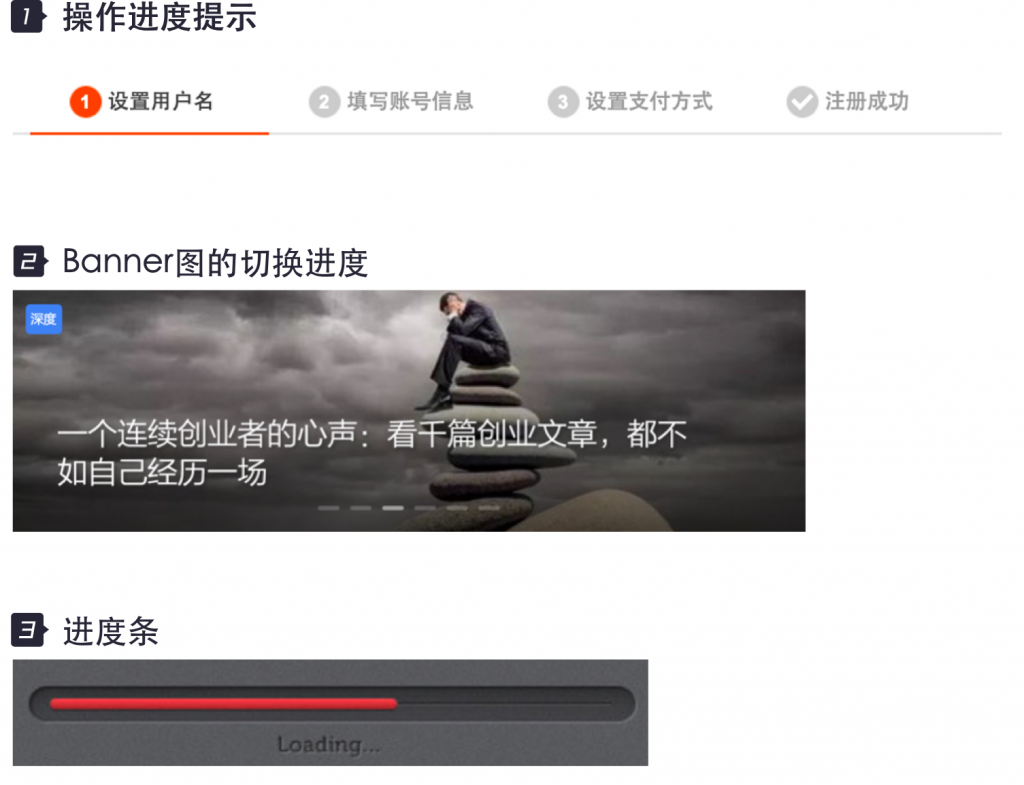 1 操作进度提示
1 设置用户名 2 填写账号信息 3 设置支付方式 注册成功
2 Banner图的切换进度
深度
一个连续创业者的心声：看千篇创业文章，都不
如自己经历一场
3 进度条
Loading...